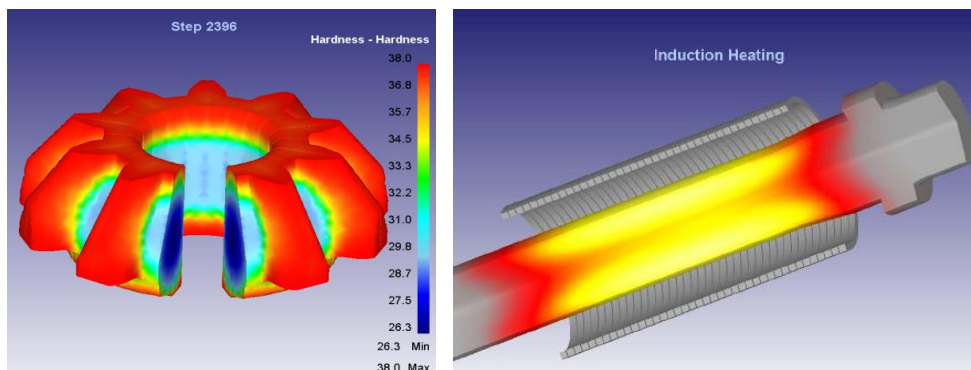 Step 2396
Hardness - Hardness
38.0
36.8
35.7
34.5
33.3
32.2
31.0
29.8
28.7
27.5
26.3
26.3 Min
38.0 Max
Induction Heating